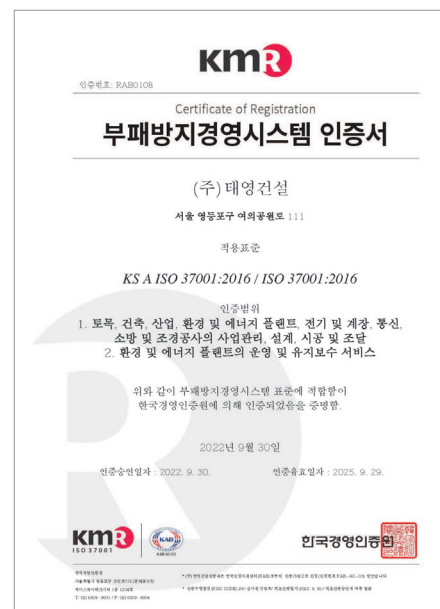 KMR
인증번호: RAB0108
Certificate of Registration
부패방지경영시스템 인증서
(주)태영건설
서울 영등포구 여의공원로 111
적용표준
KS A ISO 37001:2016 / ISO 37001:2016
인증범위
1. 토목, 건축, 산업, 환경 및 에너지 플랜트, 전기 및 계장, 통신,
소방 및 조경공사의 사업관리, 설계, 시공 및 조달
2. 환경 및 에너지 플랜트의 운영 및 유지보수 서비스
위와 같이 부패방지경영시스템 표준에 적합함이
한국경영인증원에 의해 인증되었음을 증명함.
2022년 9월 30일
인증승인일자 : 2022. 9. 30.
인증유효일자 : 2025. 9. 29.
KMR
ISO 37001
KAB
한국경영인증원
한국경영인증원